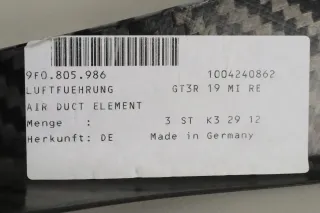 9F0.805.986 1004240862
LUFTFUEHRUNG GT3R 19 MI RE
AIR DUCT ELEMENT
Menge : 3 ST K3 29 12
Herkunft: DE Made in Germany